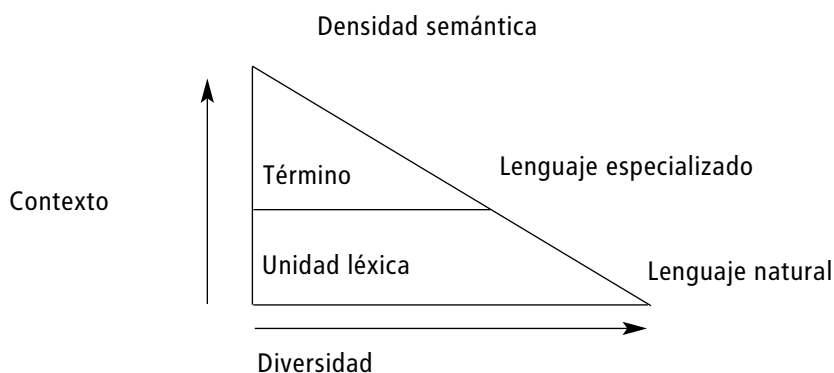 Densidad semántica
Término
Lenguaje especializado
Contexto
Unidad léxica
Lenguaje natural
Diversidad